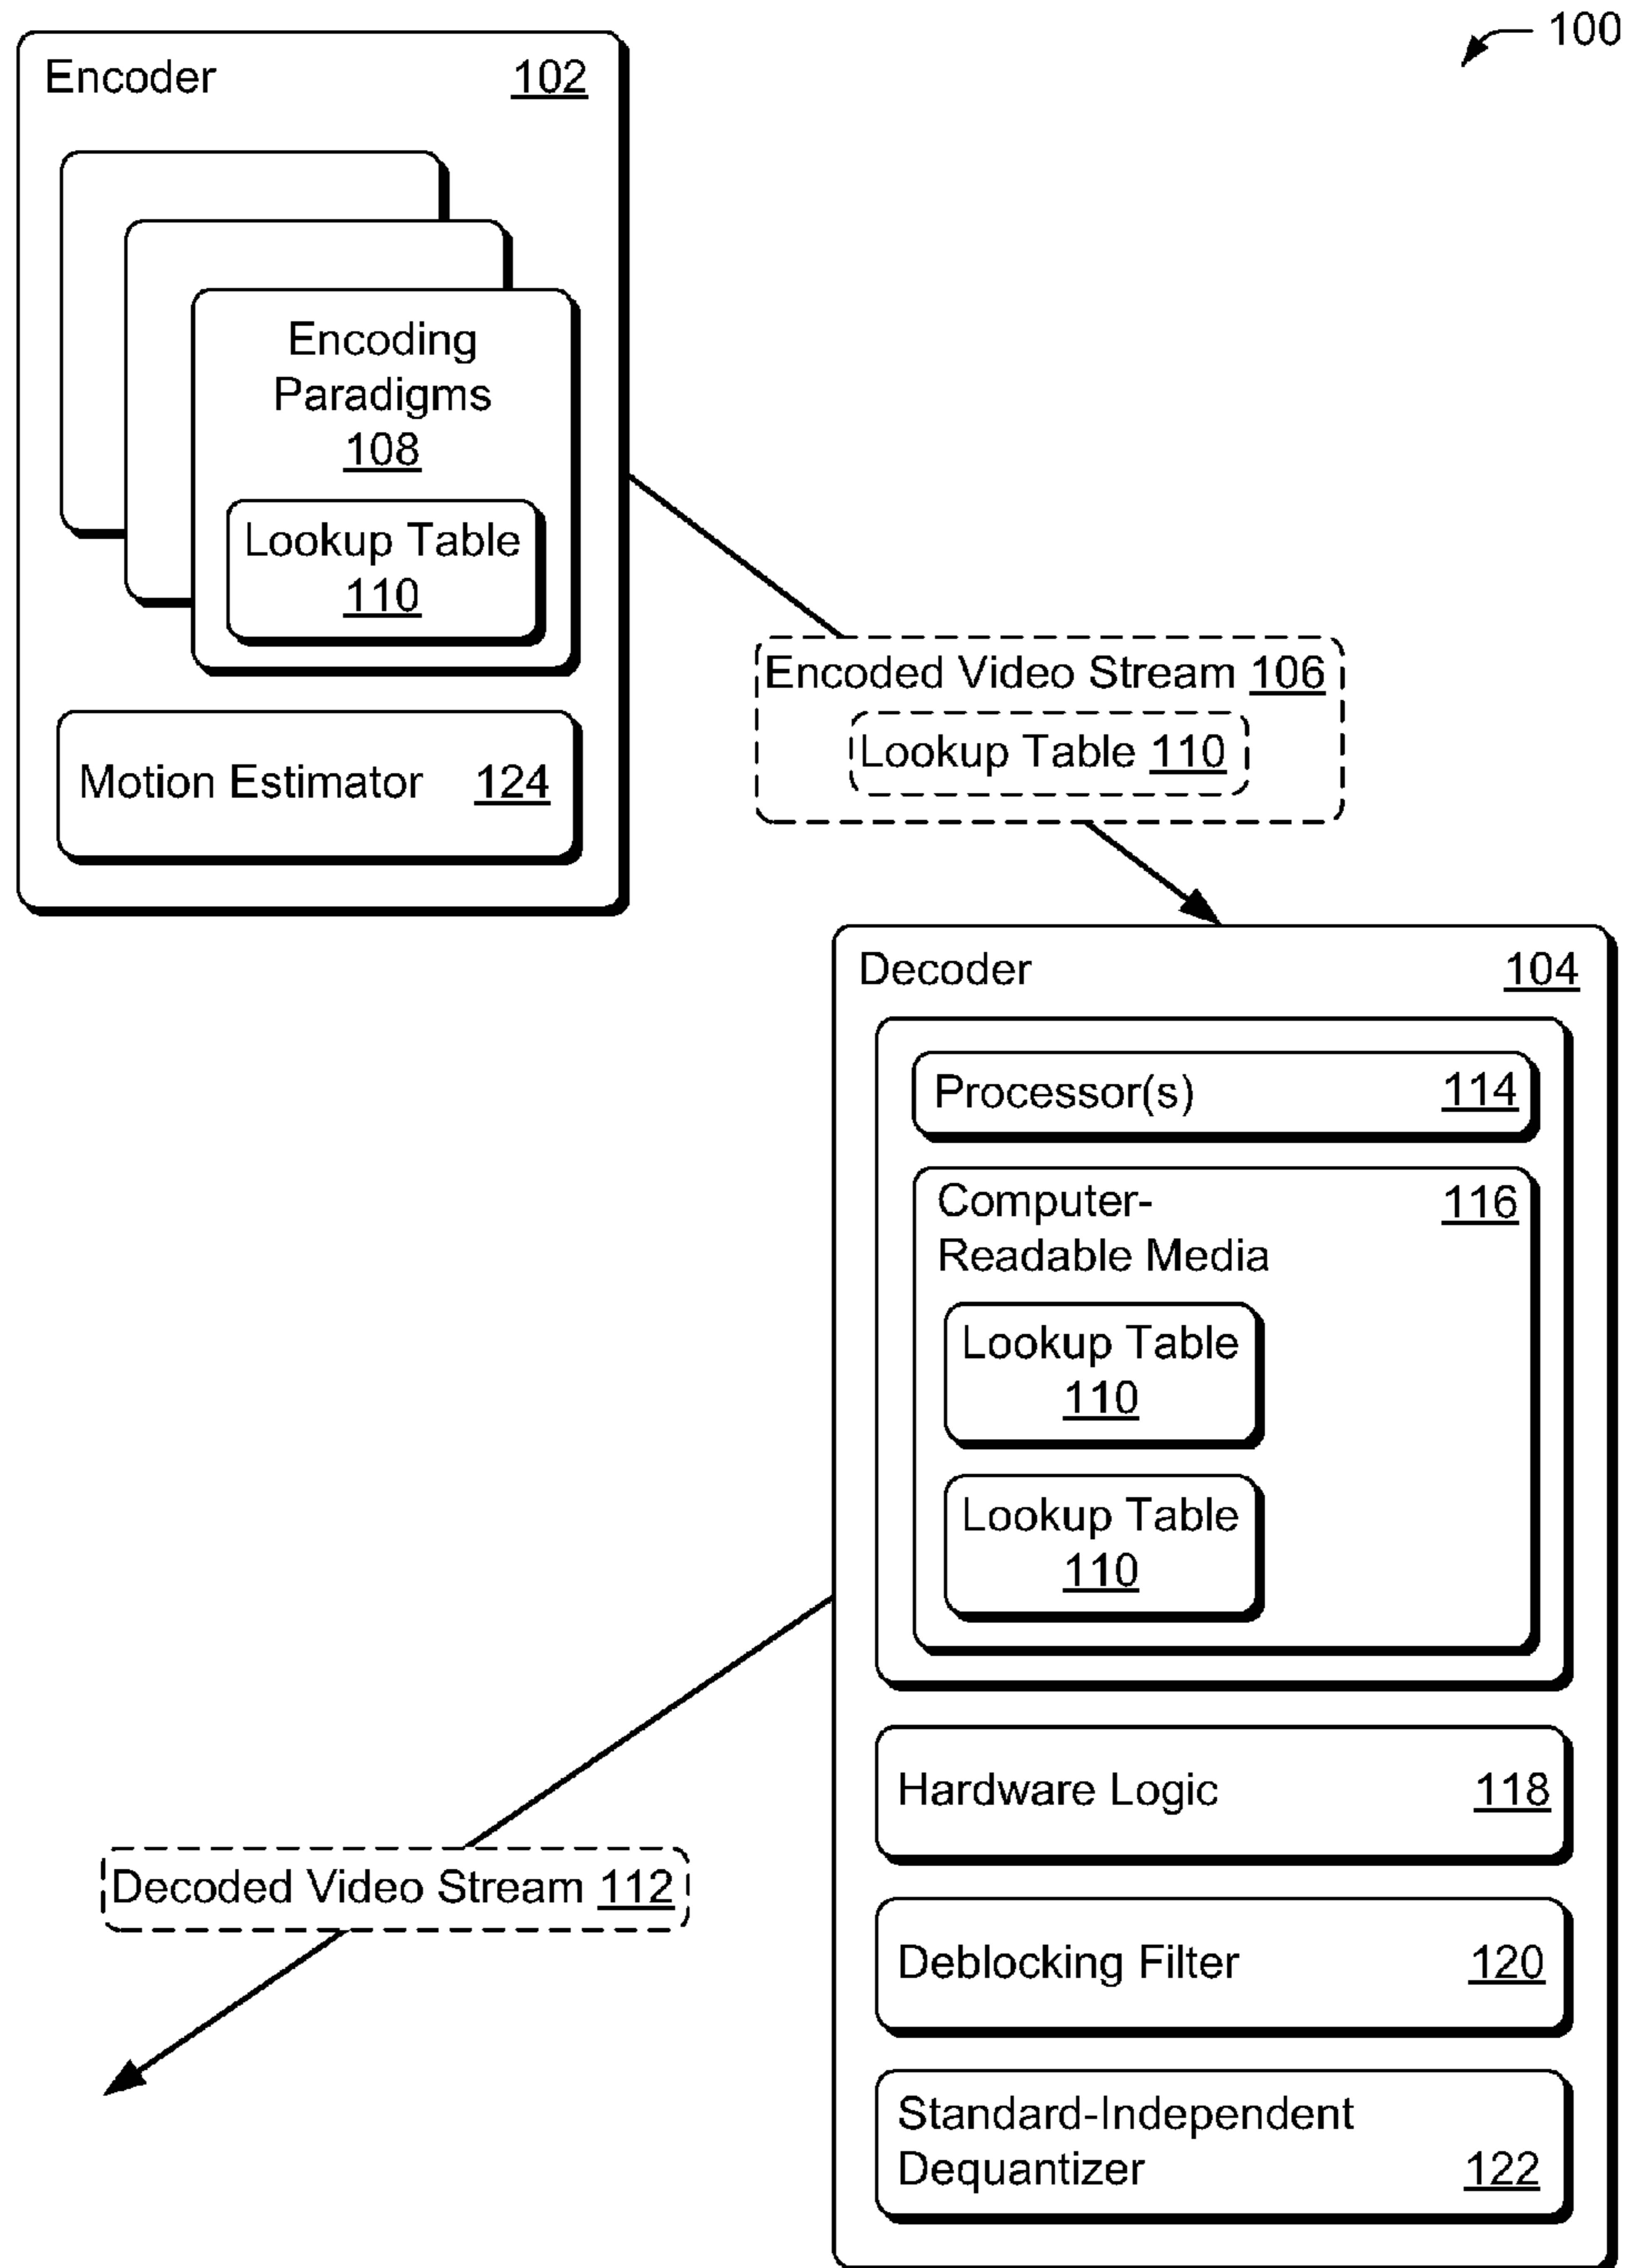 100
Encoder 102
Encoding
Paradigms
108
Lookup Table
110
Motion Estimator 124
Encoded Video Stream 106
Lookup Table 110
Decoder 104
Processor(s) 114
Computer- 116
Readable Media
Lookup Table
110
Lookup Table
110
Hardware Logic 118
Decoded Video Stream 112
Deblocking Filter 120
Standard-Independent
Dequantizer 122